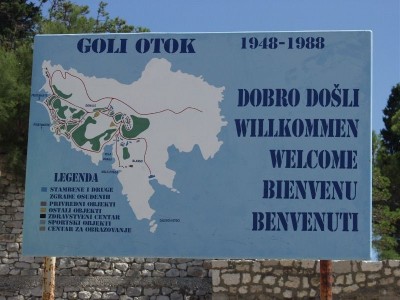 GOLI OTOK 1948-1988
DOBRO DOŠLI
WILLKOMMEN
WELCOME
BIENVENU
BENVENUTI
LEGENDA
STAMBENE I DRUGE
ZGRADE OSUĐENIH
PRIVREDNI OBJEKTI
OSTALI OBJEKTI
ZDRAVSTVENI CENTAR
SPORTSKI OBJEKTI
CENTAR ZA OBRAZOVANJE